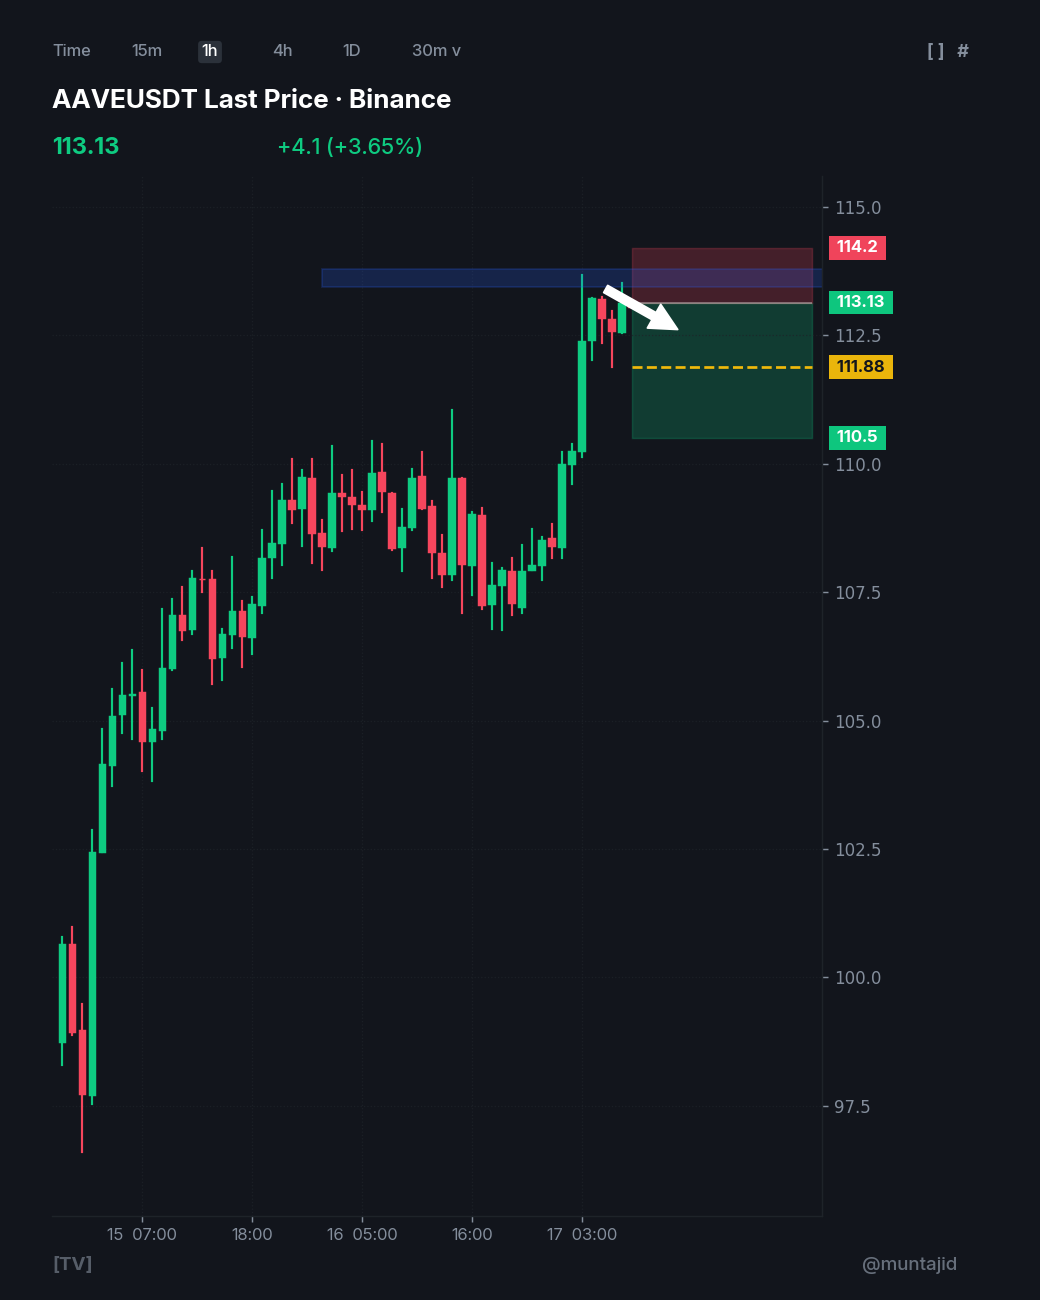 Time 15m 1h 4h 1D 30m v [ ] #
AAVEUSDT Last Price · Binance
113.13 +4.1 (+3.65%)
115.0
114.2
113.13
112.5
111.88
110.5
110.0
107.5
105.0
102.5
100.0
97.5
15 07:00 18:00 16 05:00 16:00 17 03:00
[TV] @muntajid